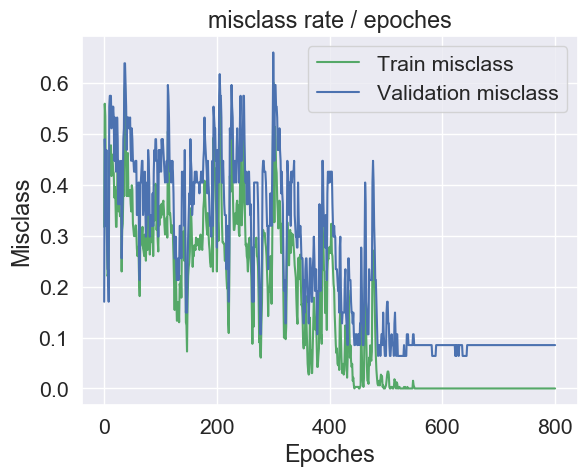 misclass rate / epoches
Train misclass
Validation misclass
Misclass
0.6
0.5
0.4
0.3
0.2
0.1
0.0
0 200 400 600 800
Epoches